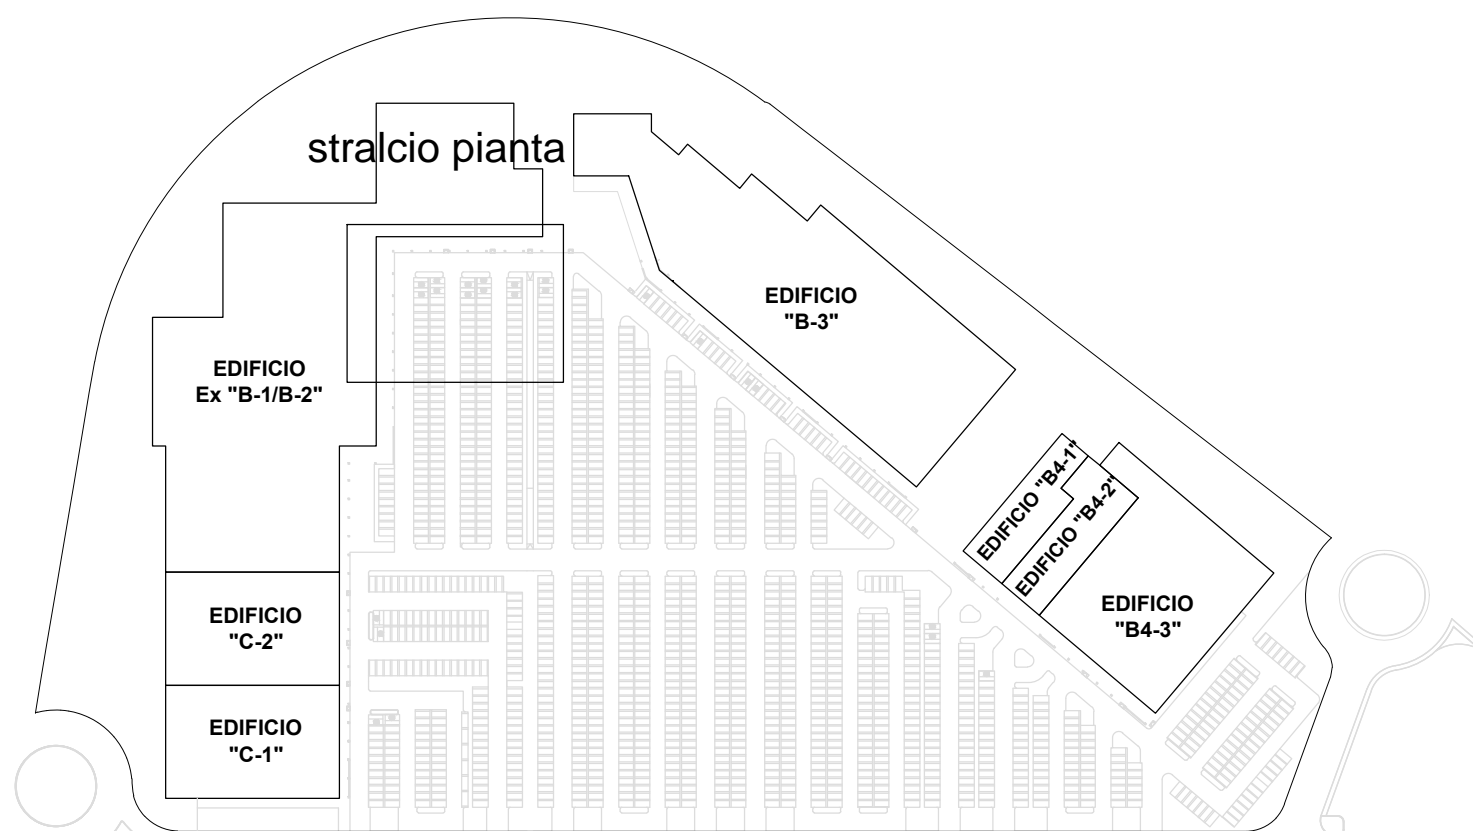 stralcio pianta
EDIFICIO
"B-3"
EDIFICIO
Ex "B-1/B-2"
EDIFICIO "B4-1"
EDIFICIO "B4-2"
EDIFICIO
"B4-3"
EDIFICIO
"C-2"
EDIFICIO
"C-1"